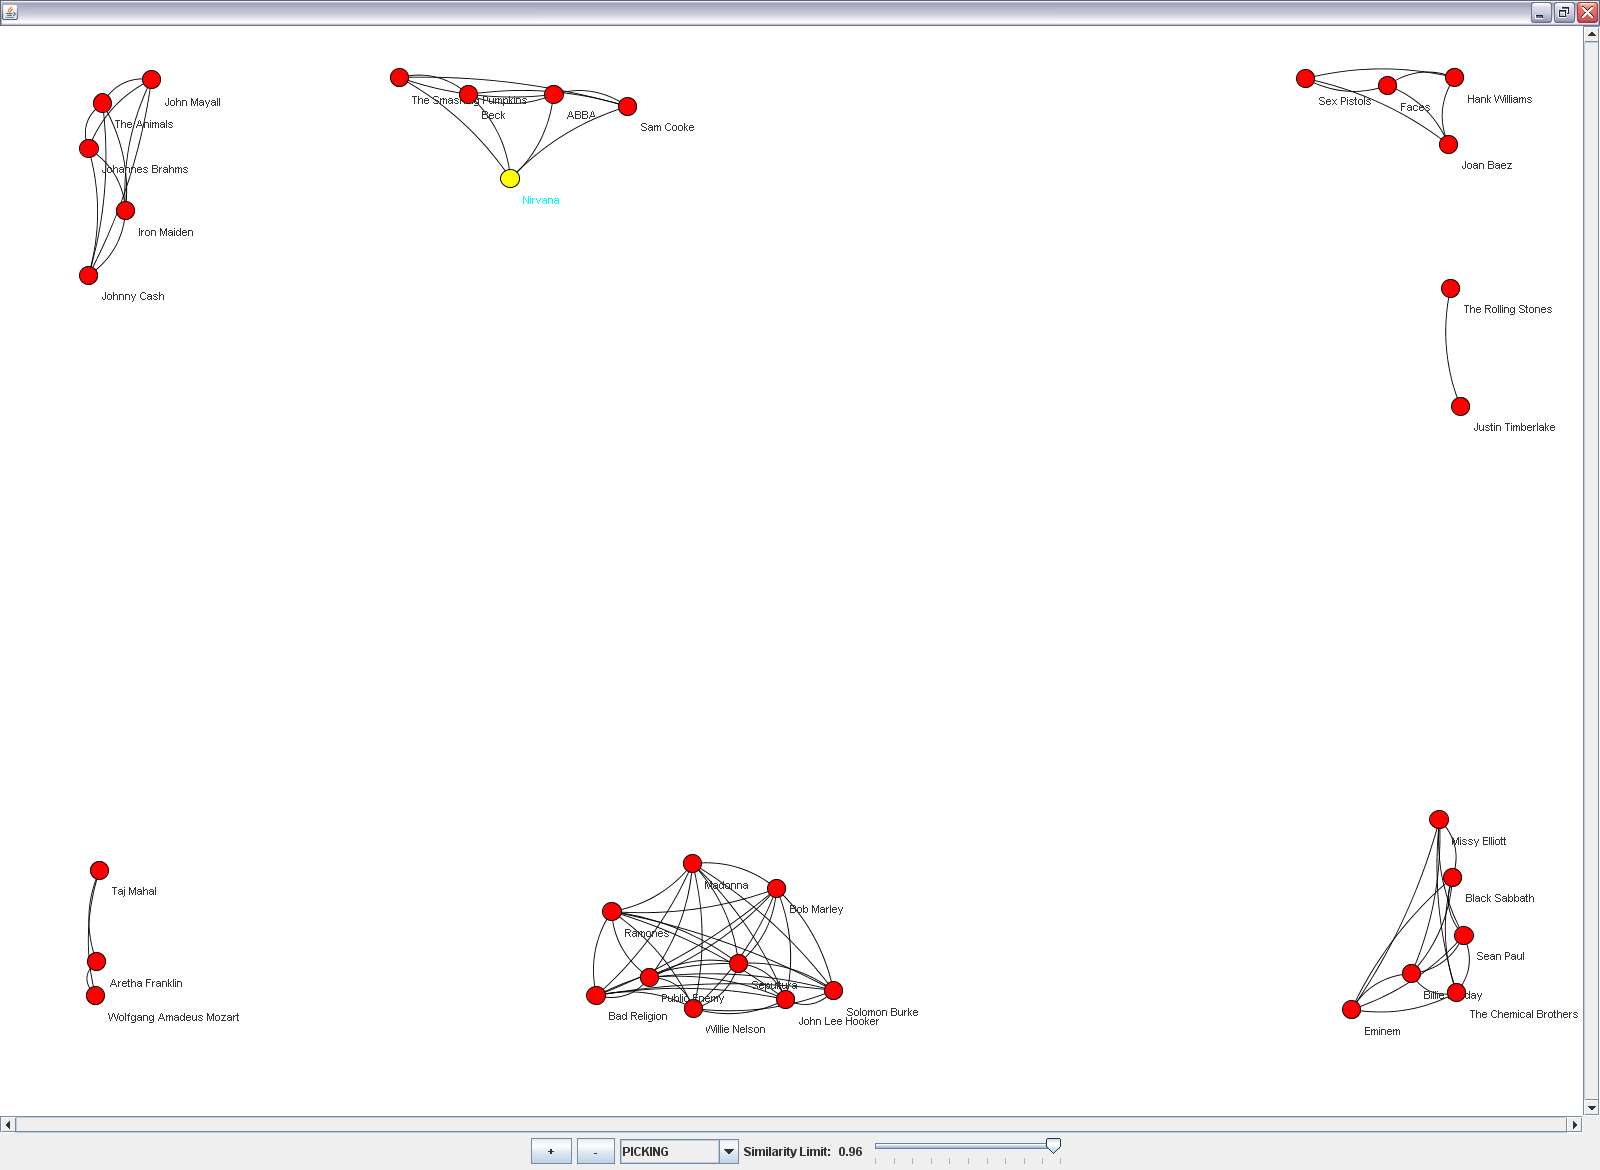 John Mayall
The Animals
Johannes Brahms
Iron Maiden
Johnny Cash
The Smashing Pumpkins
Beck
ABBA
Sam Cooke
Nirvana
Sex Pistols
Faces
Hank Williams
Joan Baez
The Rolling Stones
Justin Timberlake
Taj Mahal
Aretha Franklin
Wolfgang Amadeus Mozart
Madonna
Bob Marley
Ramones
Sepultura
Public Enemy
Bad Religion
Willie Nelson
John Lee Hooker
Solomon Burke
Missy Elliott
Black Sabbath
Sean Paul
Billie Holiday
The Chemical Brothers
Eminem
+ - PICKING Similarity Limit: 0.96